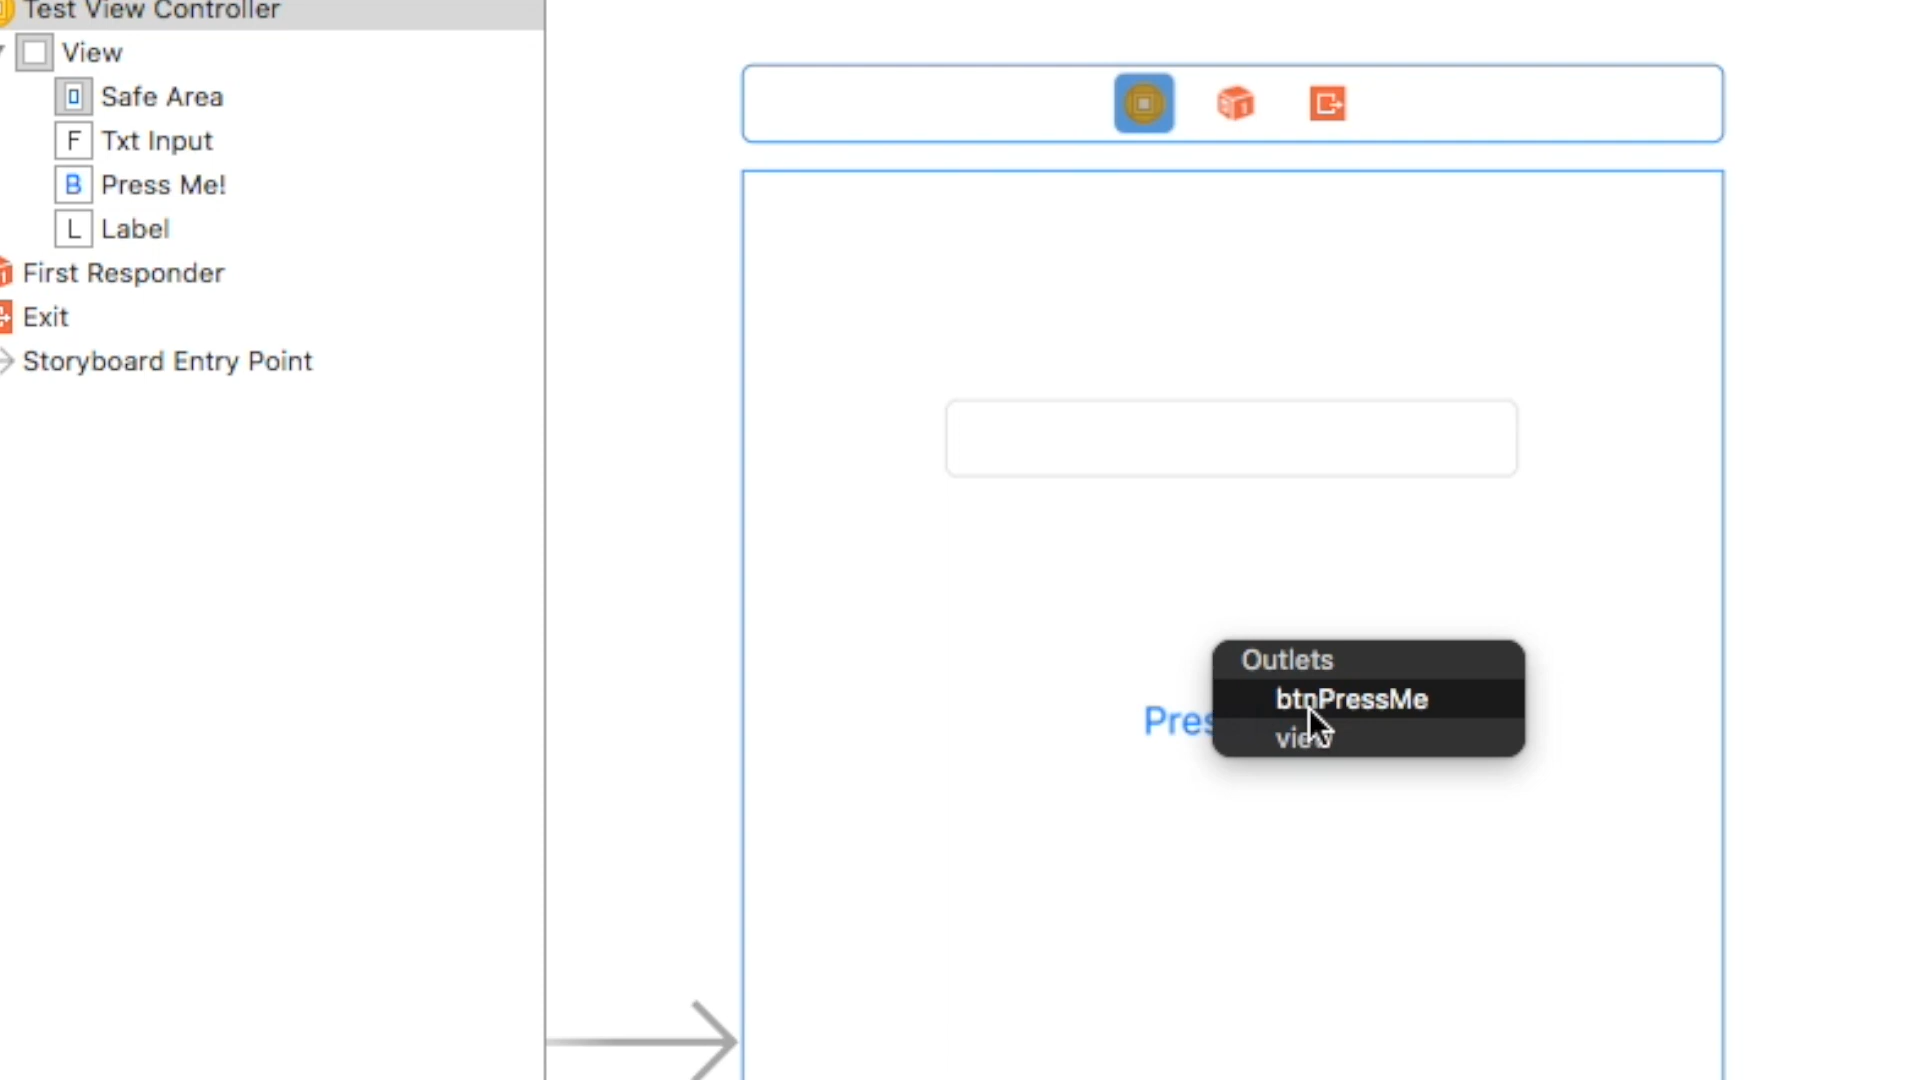 Test View Controller
View
Safe Area
F Txt Input
B Press Me!
L Label
First Responder
Exit
Storyboard Entry Point
Outlets
btnPressMe
view
Pres